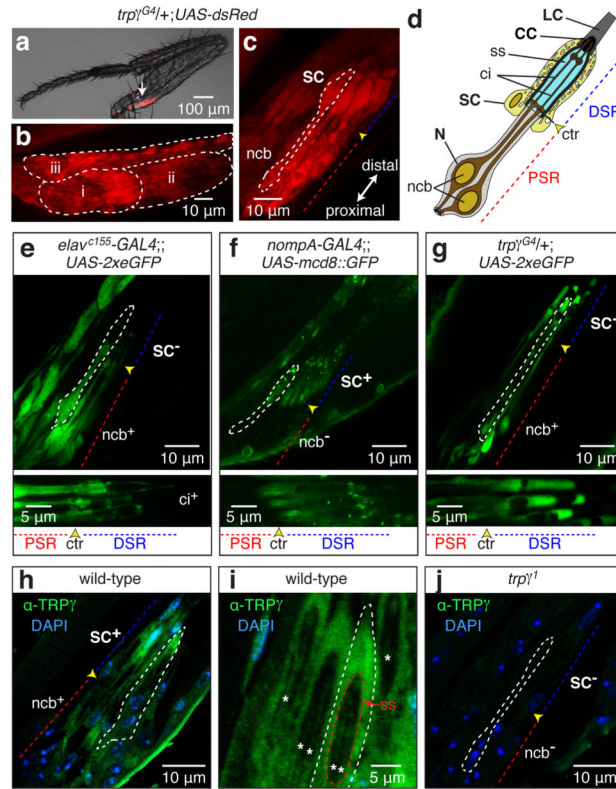 trpγG4/+;UAS-dsRed
a
100 μm
b
iii
i
ii
10 μm
c
SC
ncb
distal
proximal
10 μm
d
LC
CC
ss
ci
SC
DSR
ctr
N
ncb
PSR
e
elavc155-GAL4;;
UAS-2xeGFP
SC-
ncb+
10 μm
ci+
5 μm
PSR
ctr
DSR
f
nompA-GAL4;;
UAS-mcd8::GFP
SC+
ncb-
10 μm
5 μm
PSR
ctr
DSR
g
trpγG4/+;
UAS-2xeGFP
SC-
ncb+
10 μm
5 μm
PSR
ctr
DSR
h
wild-type
α-TRPγ
DAPI
SC+
ncb+
10 μm
i
wild-type
α-TRPγ
DAPI
*
ss
*
**
**
5 μm
j
trpγ1
α-TRPγ
DAPI
SC-
ncb-
10 μm